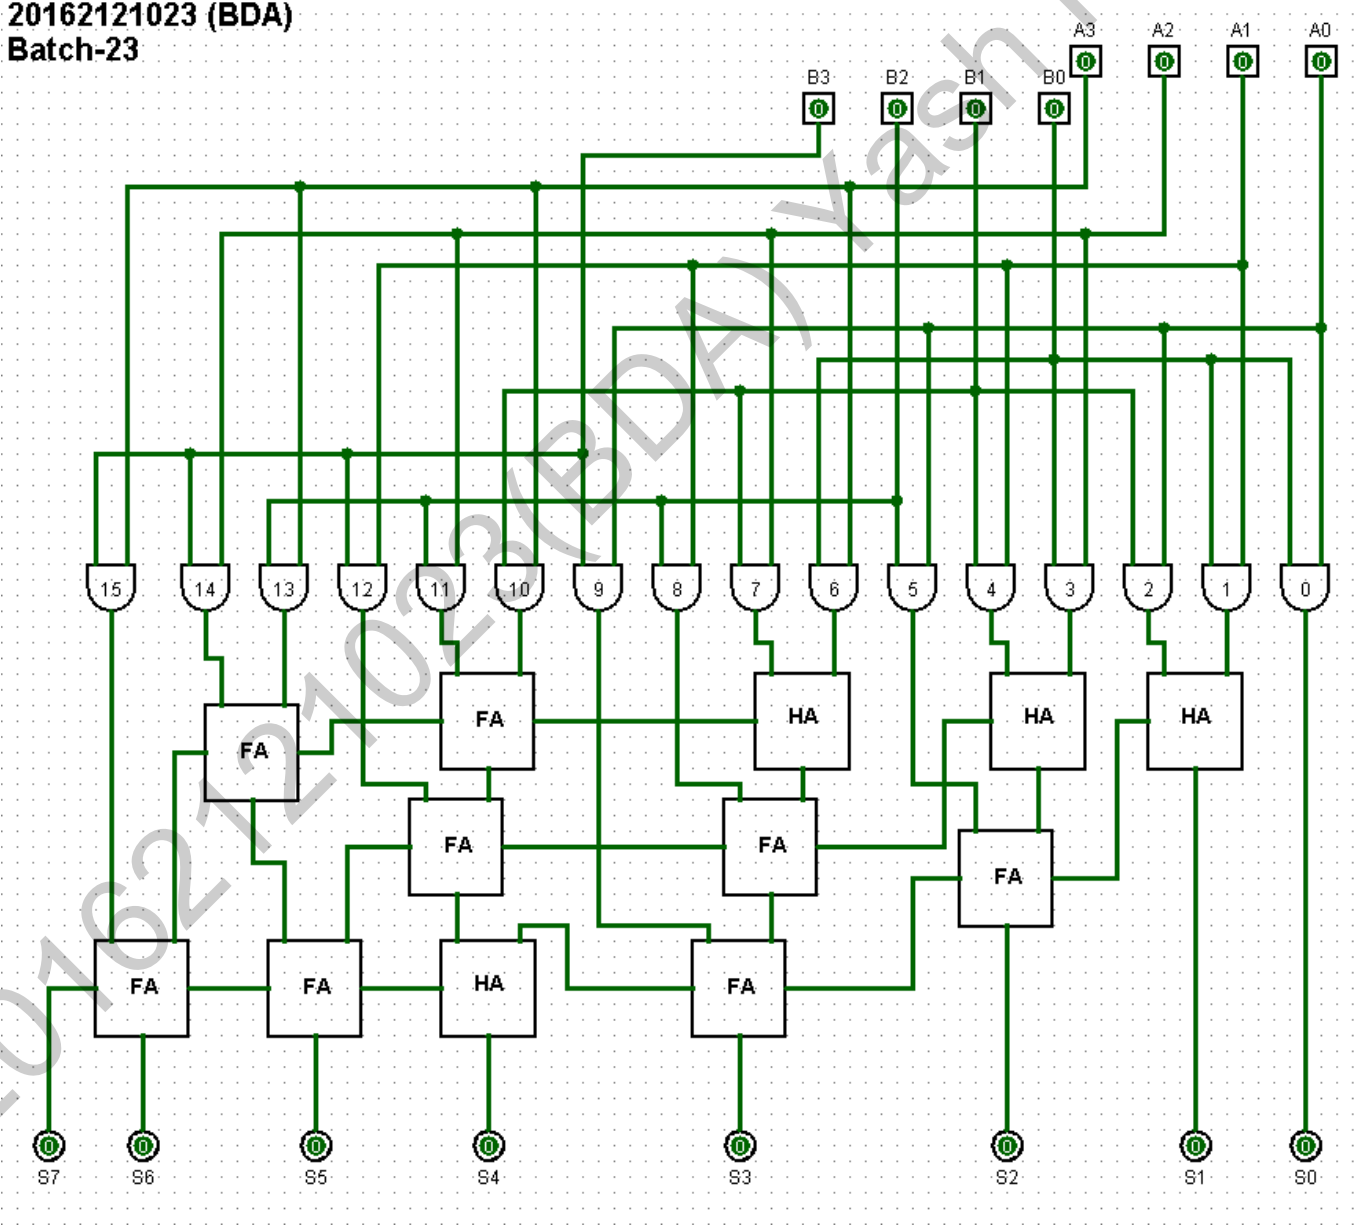 20162121023 (BDA)
Batch-23
A3 A2 A1 A0
B3 B2 B1 B0
0 0 0 0
0 0 0 0
20162121023(BDA) Yash
15 14 13 12 11 10 9 8 7 6 5 4 3 2 1 0
FA HA HA HA
FA
FA FA FA
FA FA HA FA
0 0 0 0 0 0 0 0
S7 S6 S5 S4 S3 S2 S1 S0